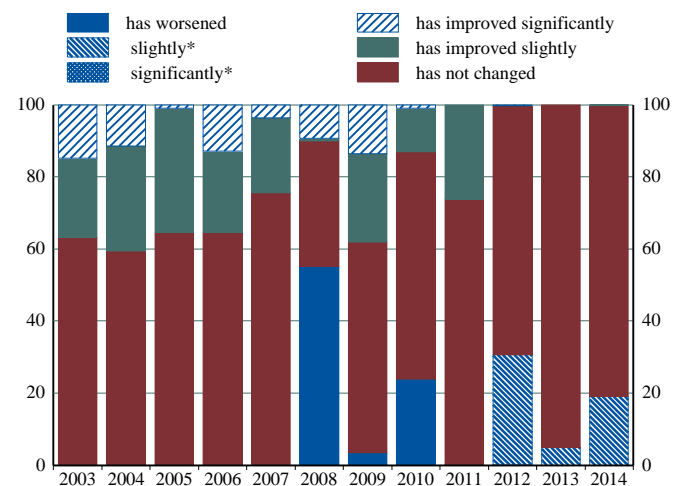 has worsened
has improved significantly
slightly*
has improved slightly
significantly*
has not changed
100 100
80 80
60 60
40 40
20 20
0 0
2003 2004 2005 2006 2007 2008 2009 2010 2011 2012 2013 2014